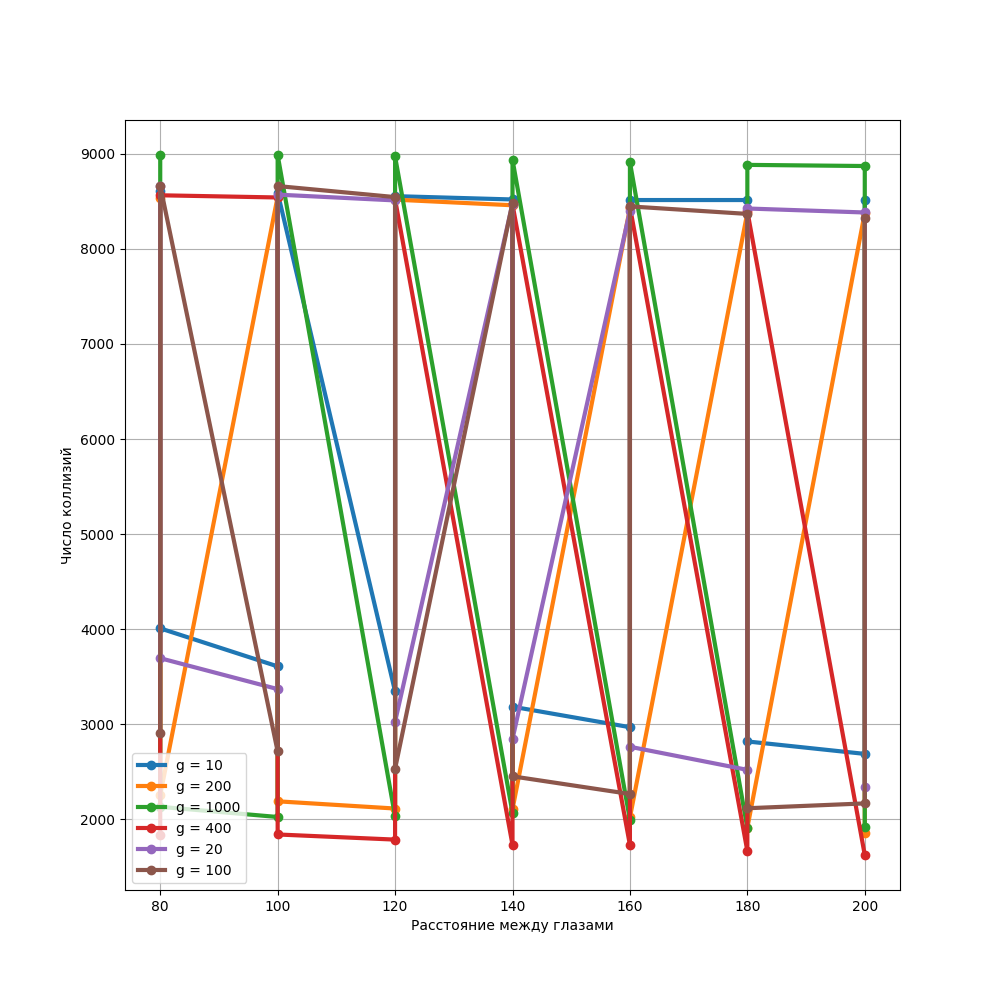 9000
8000
7000
6000
5000
4000
3000
2000
Число коллизий
g = 10
g = 200
g = 1000
g = 400
g = 20
g = 100
80 100 120 140 160 180 200
Расстояние между глазами